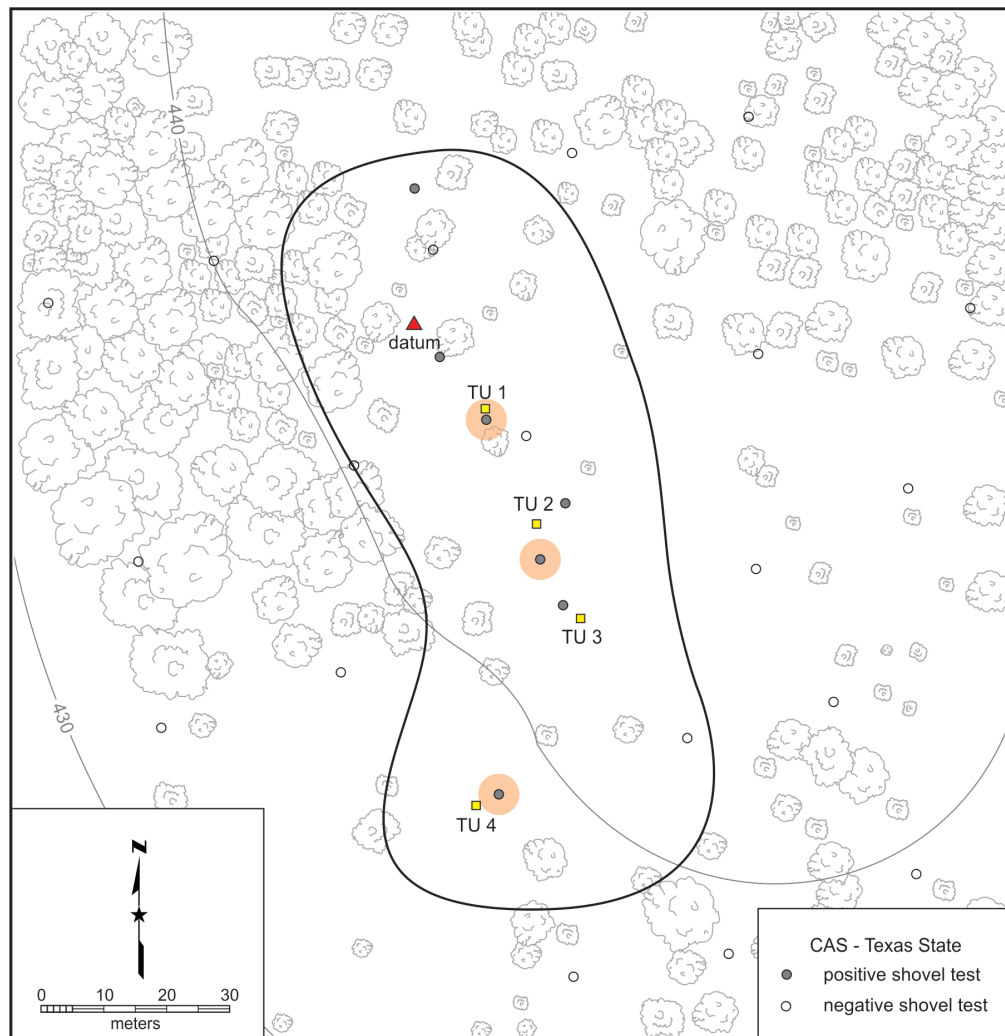 440
datum
TU 1
TU 2
TU 3
430
TU 4
N
0 10 20 30
meters
CAS - Texas State
positive shovel test
negative shovel test